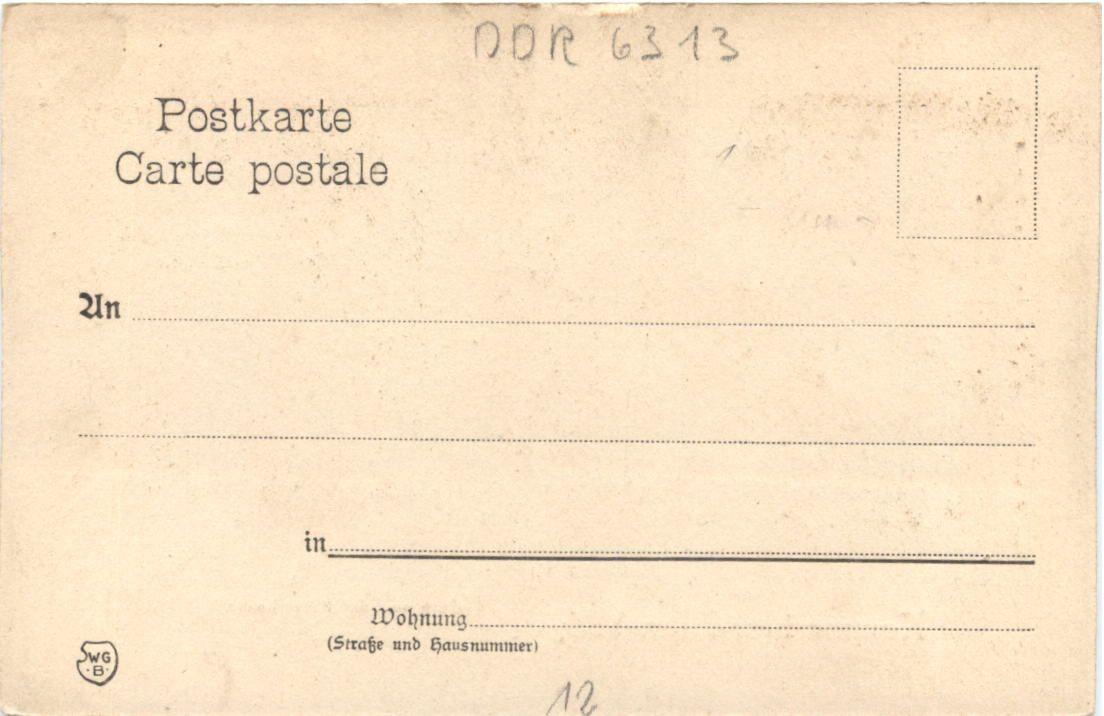 DDR 6313
Postkarte
Carte postale
An
in
Wohnung
(Straße und Hausnummer)
WG
·B·
12